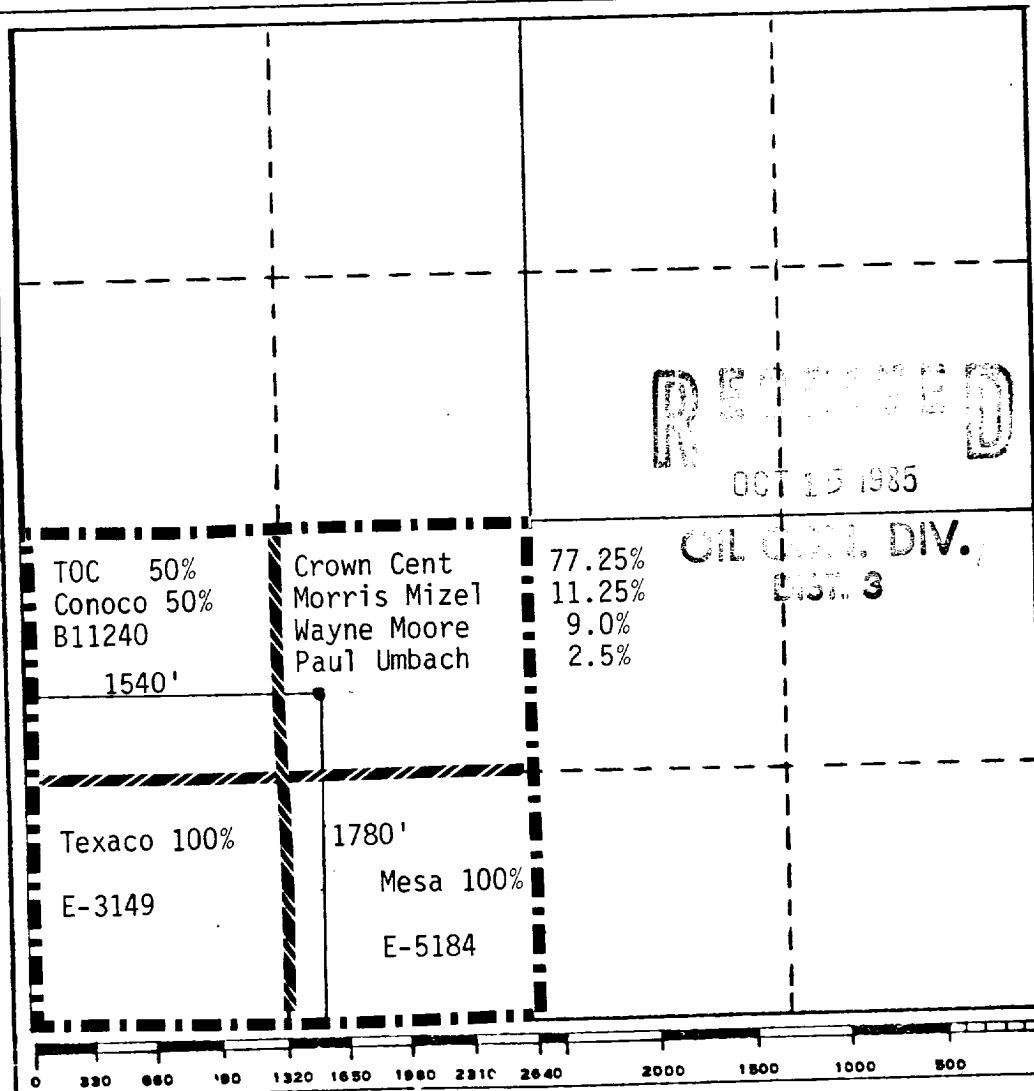 OCT 15 1985
DIV.
TOC 50%
Conoco 50%
B11240
1540'
Crown Cent 77.25%
Morris Mizel 11.25%
Wayne Moore 9.0%
Paul Umbach 2.5%
Texaco 100%
E-3149
1780'
Mesa 100%
E-5184
0 330 660 1320 1650 1980 2310 2640 2000 1500 1000 500